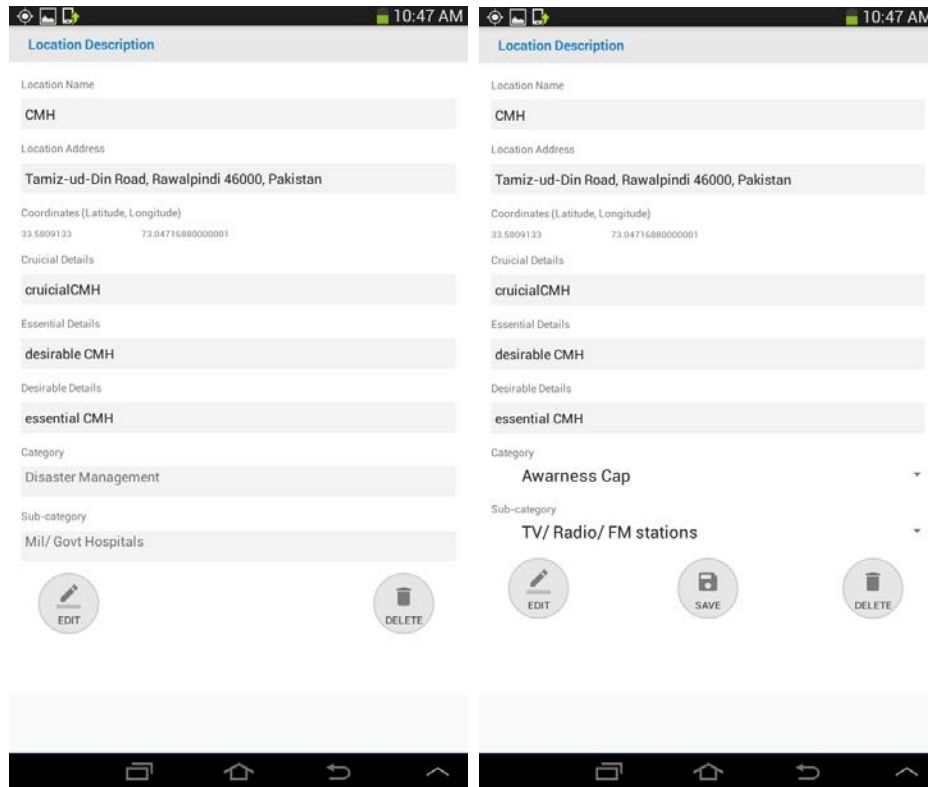 10:47 AM
Location Description
Location Name
CMH
Location Address
Tamiz-ud-Din Road, Rawalpindi 46000, Pakistan
Coordinates (Latitude, Longitude)
33.5809133 73.04716880000001
Cruicial Details
cruicialCMH
Essential Details
desirable CMH
Desirable Details
essential CMH
Category
Disaster Management
Sub-category
Mil/ Govt Hospitals
EDIT DELETE
10:47 AM
Location Description
Location Name
CMH
Location Address
Tamiz-ud-Din Road, Rawalpindi 46000, Pakistan
Coordinates (Latitude, Longitude)
33.5809133 73.04716880000001
Cruicial Details
cruicialCMH
Essential Details
desirable CMH
Desirable Details
essential CMH
Category
Awarness Cap
Sub-category
TV/ Radio/ FM stations
EDIT SAVE DELETE